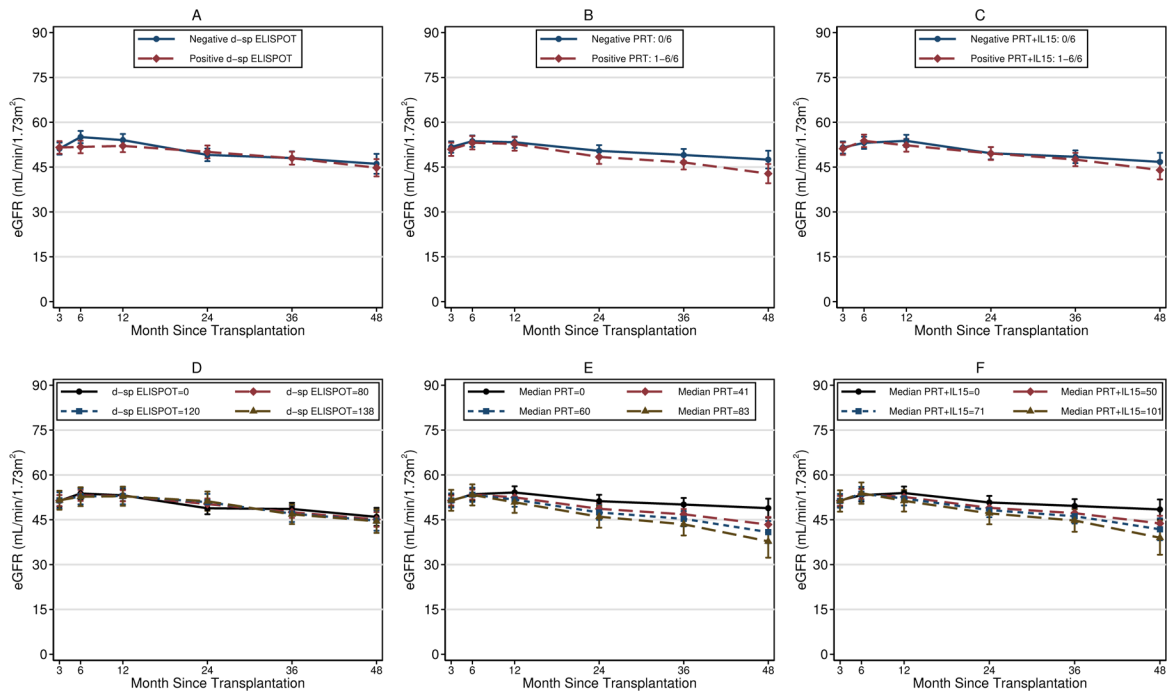 A
Negative d-sp ELISPOT
Positive d-sp ELISPOT
eGFR (mL/min/1.73m²)
90
75
60
45
30
15
0
3 6 12 24 36 48
Month Since Transplantation
B
Negative PRT: 0/6
Positive PRT: 1-6/6
eGFR (mL/min/1.73m²)
90
75
60
45
30
15
0
3 6 12 24 36 48
Month Since Transplantation
C
Negative PRT+IL15: 0/6
Positive PRT+IL15: 1-6/6
eGFR (mL/min/1.73m²)
90
75
60
45
30
15
0
3 6 12 24 36 48
Month Since Transplantation
D
d-sp ELISPOT=0 d-sp ELISPOT=80
d-sp ELISPOT=120 d-sp ELISPOT=138
eGFR (mL/min/1.73m²)
90
75
60
45
30
15
0
3 6 12 24 36 48
Month Since Transplantation
E
Median PRT=0 Median PRT=41
Median PRT=60 Median PRT=83
eGFR (mL/min/1.73m²)
90
75
60
45
30
15
0
3 6 12 24 36 48
Month Since Transplantation
F
Median PRT+IL15=0 Median PRT+IL15=50
Median PRT+IL15=71 Median PRT+IL15=101
eGFR (mL/min/1.73m²)
90
75
60
45
30
15
0
3 6 12 24 36 48
Month Since Transplantation